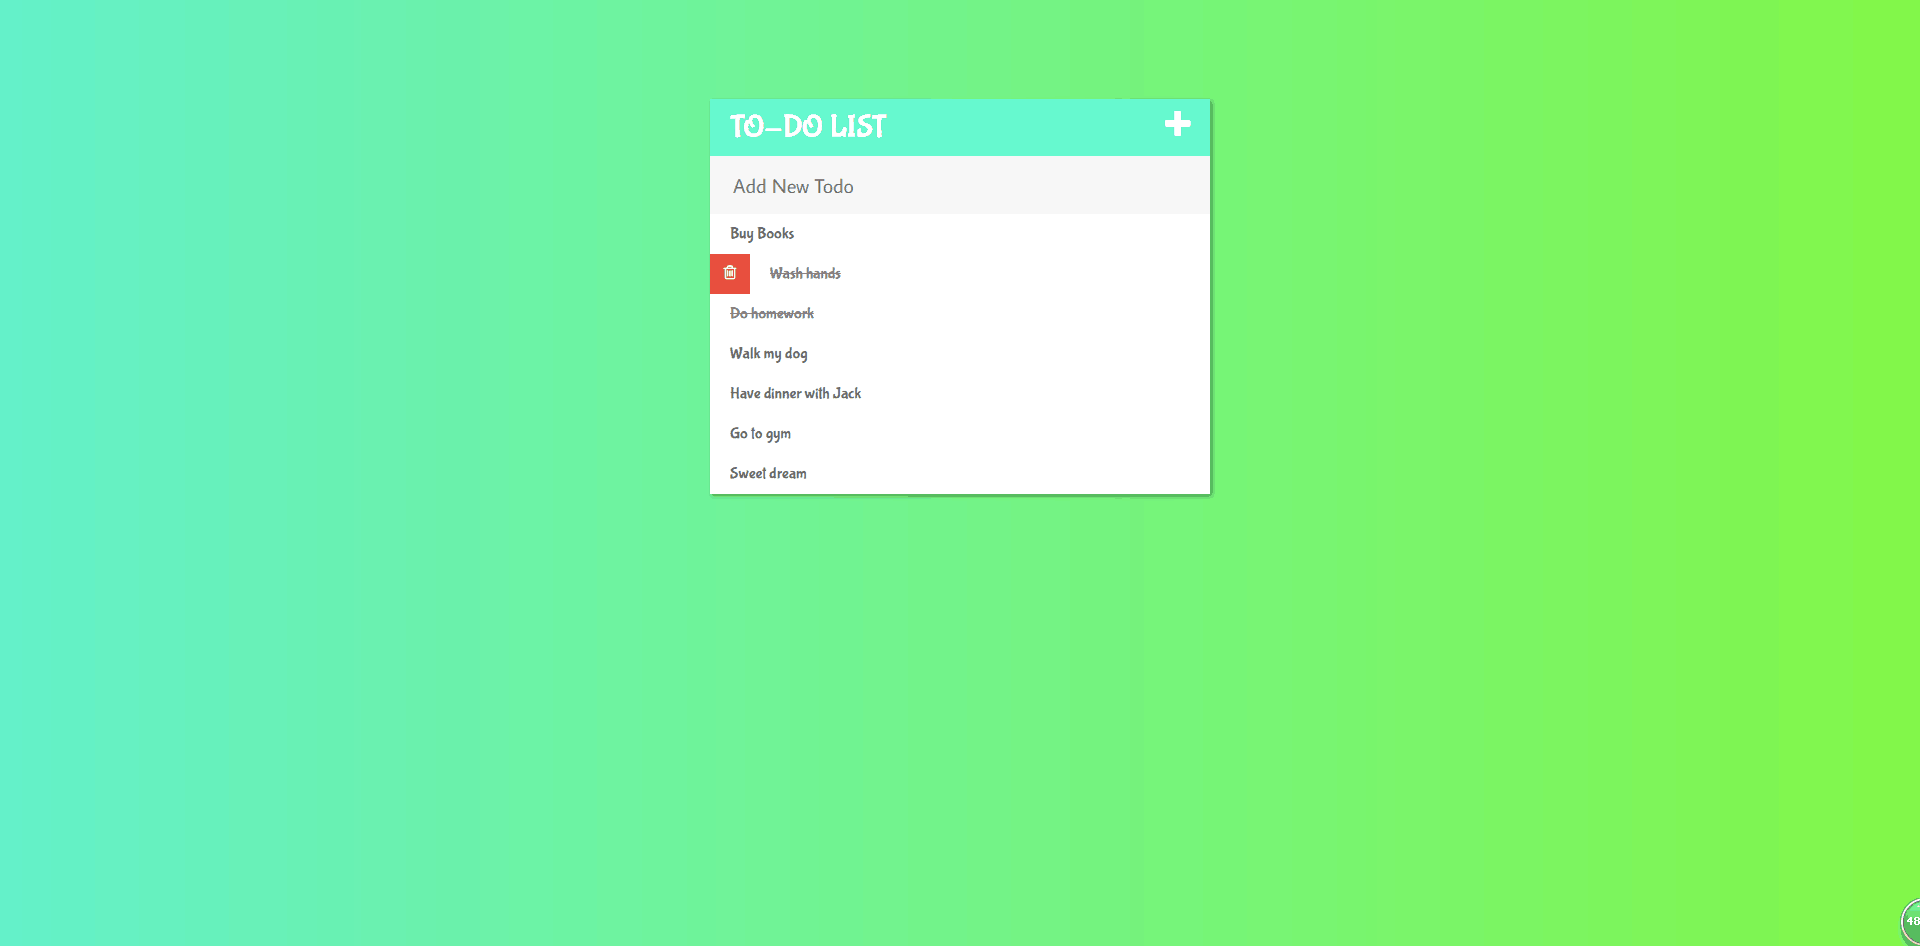 TO-DO LIST
Add New Todo
Buy Books
Wash hands
Do homework
Walk my dog
Have dinner with Jack
Go to gym
Sweet dream